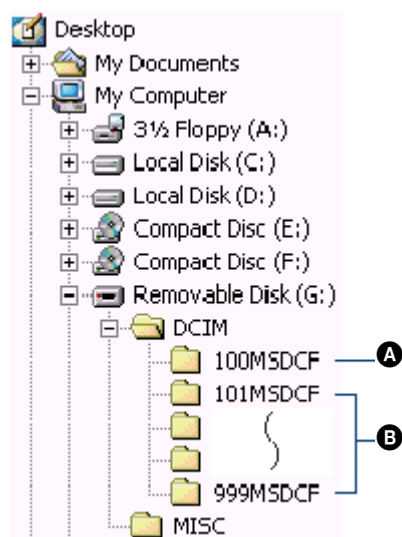 Desktop
My Documents
My Computer
3½ Floppy (A:)
Local Disk (C:)
Local Disk (D:)
Compact Disc (E:)
Compact Disc (F:)
Removable Disk (G:)
DCIM
100MSDCF A
101MSDCF
B
999MSDCF
MISC